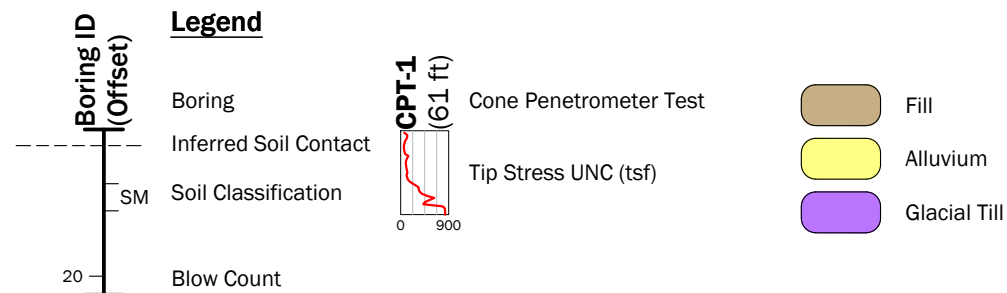 Legend
Boring ID
(Offset)
Boring
Inferred Soil Contact
SM
Soil Classification
20
Blow Count
CPT-1
(61 ft)
Cone Penetrometer Test
Tip Stress UNC (tsf)
0 900
Fill
Alluvium
Glacial Till